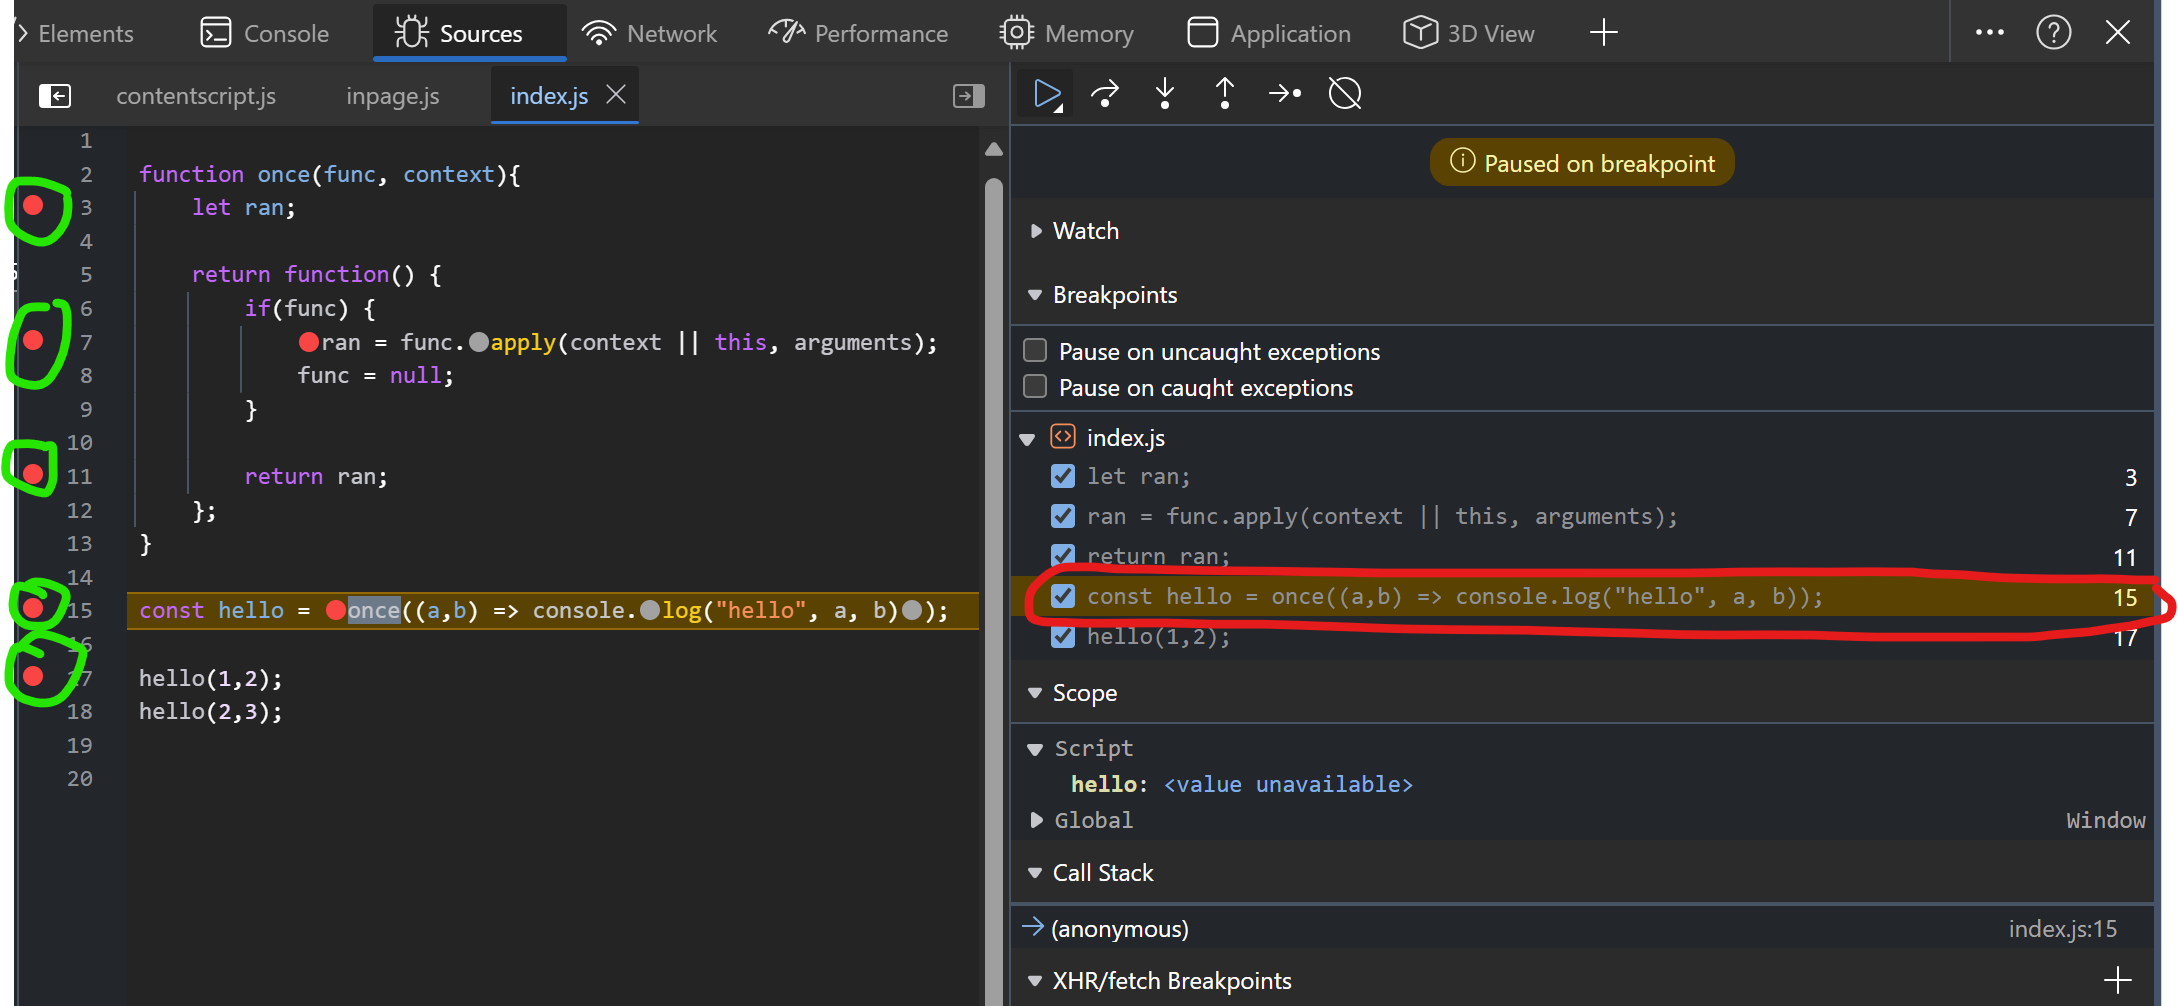 Elements Console Sources Network Performance Memory Application 3D View
contentscript.js inpage.js index.js
1
2 function once(func, context){
3 let ran;
4
5 return function() {
6 if(func) {
7 ran = func.apply(context || this, arguments);
8 func = null;
9 }
10
11 return ran;
12 };
13 }
14
15 const hello = once((a,b) => console.log("hello", a, b));
16
17 hello(1,2);
18 hello(2,3);
19
20
Paused on breakpoint
Watch
Breakpoints
Pause on uncaught exceptions
Pause on caught exceptions
index.js
let ran; 3
ran = func.apply(context || this, arguments); 7
return ran; 11
const hello = once((a,b) => console.log("hello", a, b)); 15
hello(1,2); 17
Scope
Script
hello: <value unavailable>
Global Window
Call Stack
(anonymous) index.js:15
XHR/fetch Breakpoints